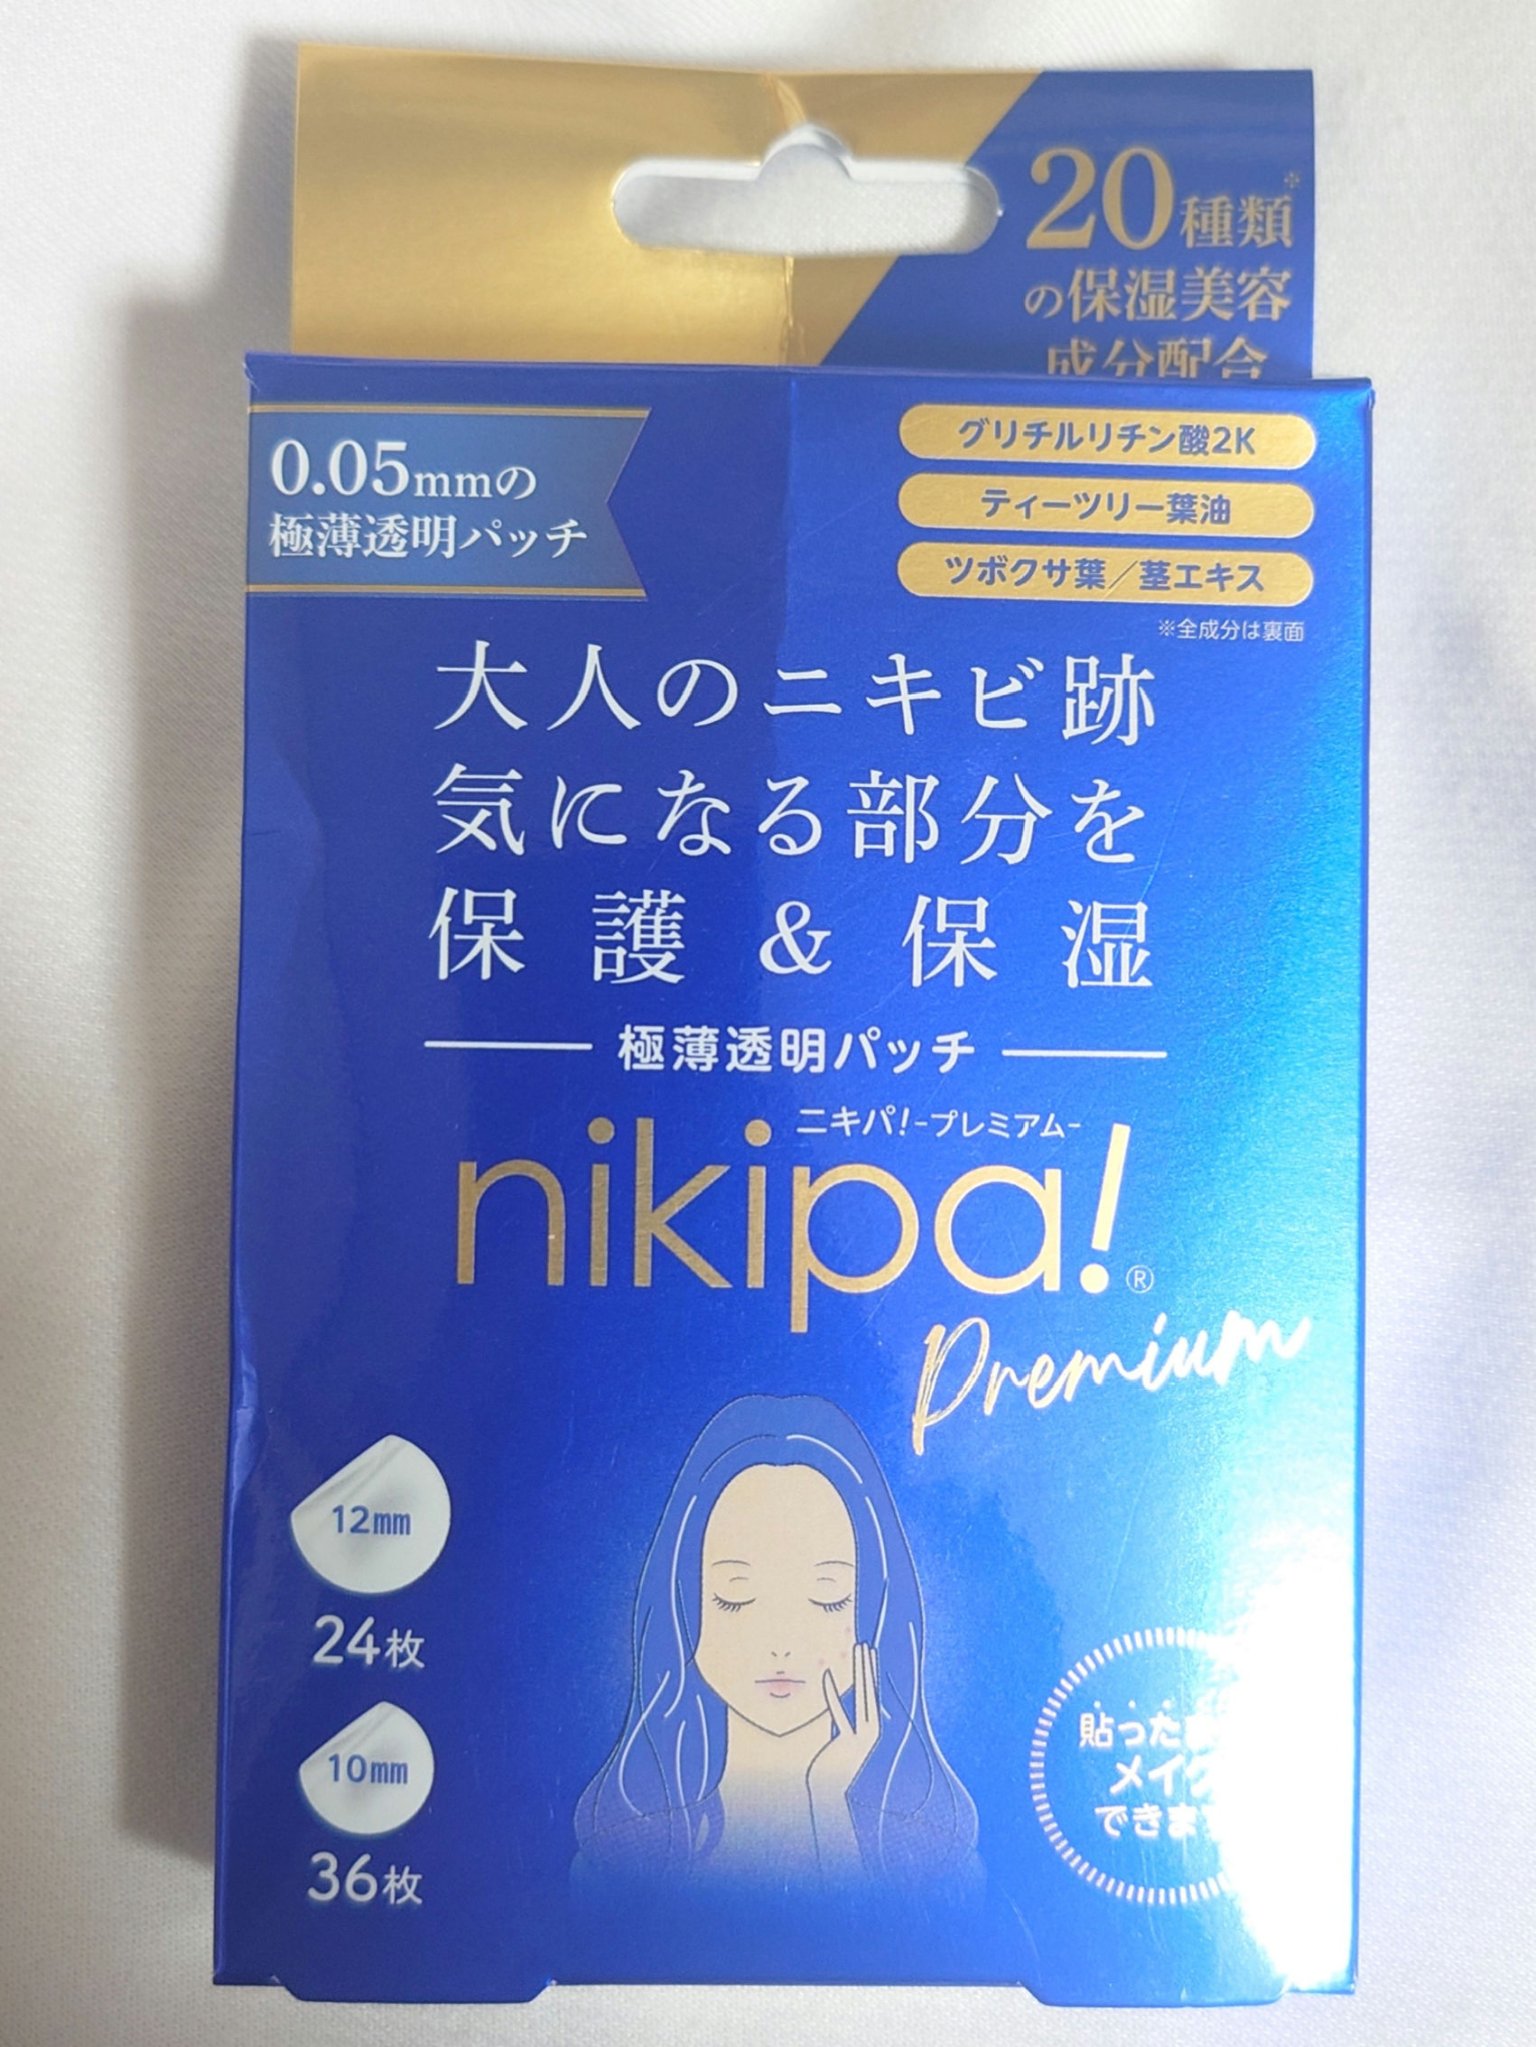 20種類※
の保湿美容
成分配合
0.05mmの
極薄透明パッチ
グリチルリチン酸2K
ティーツリー葉油
ツボクサ葉／茎エキス
※全成分は裏面
大人のニキビ跡
気になる部分を
保護&保湿
極薄透明パッチ
ニキパ!-プレミアム-
nikipa!®
Premium
12mm
24枚
10mm
36枚
貼った
メイク
できま